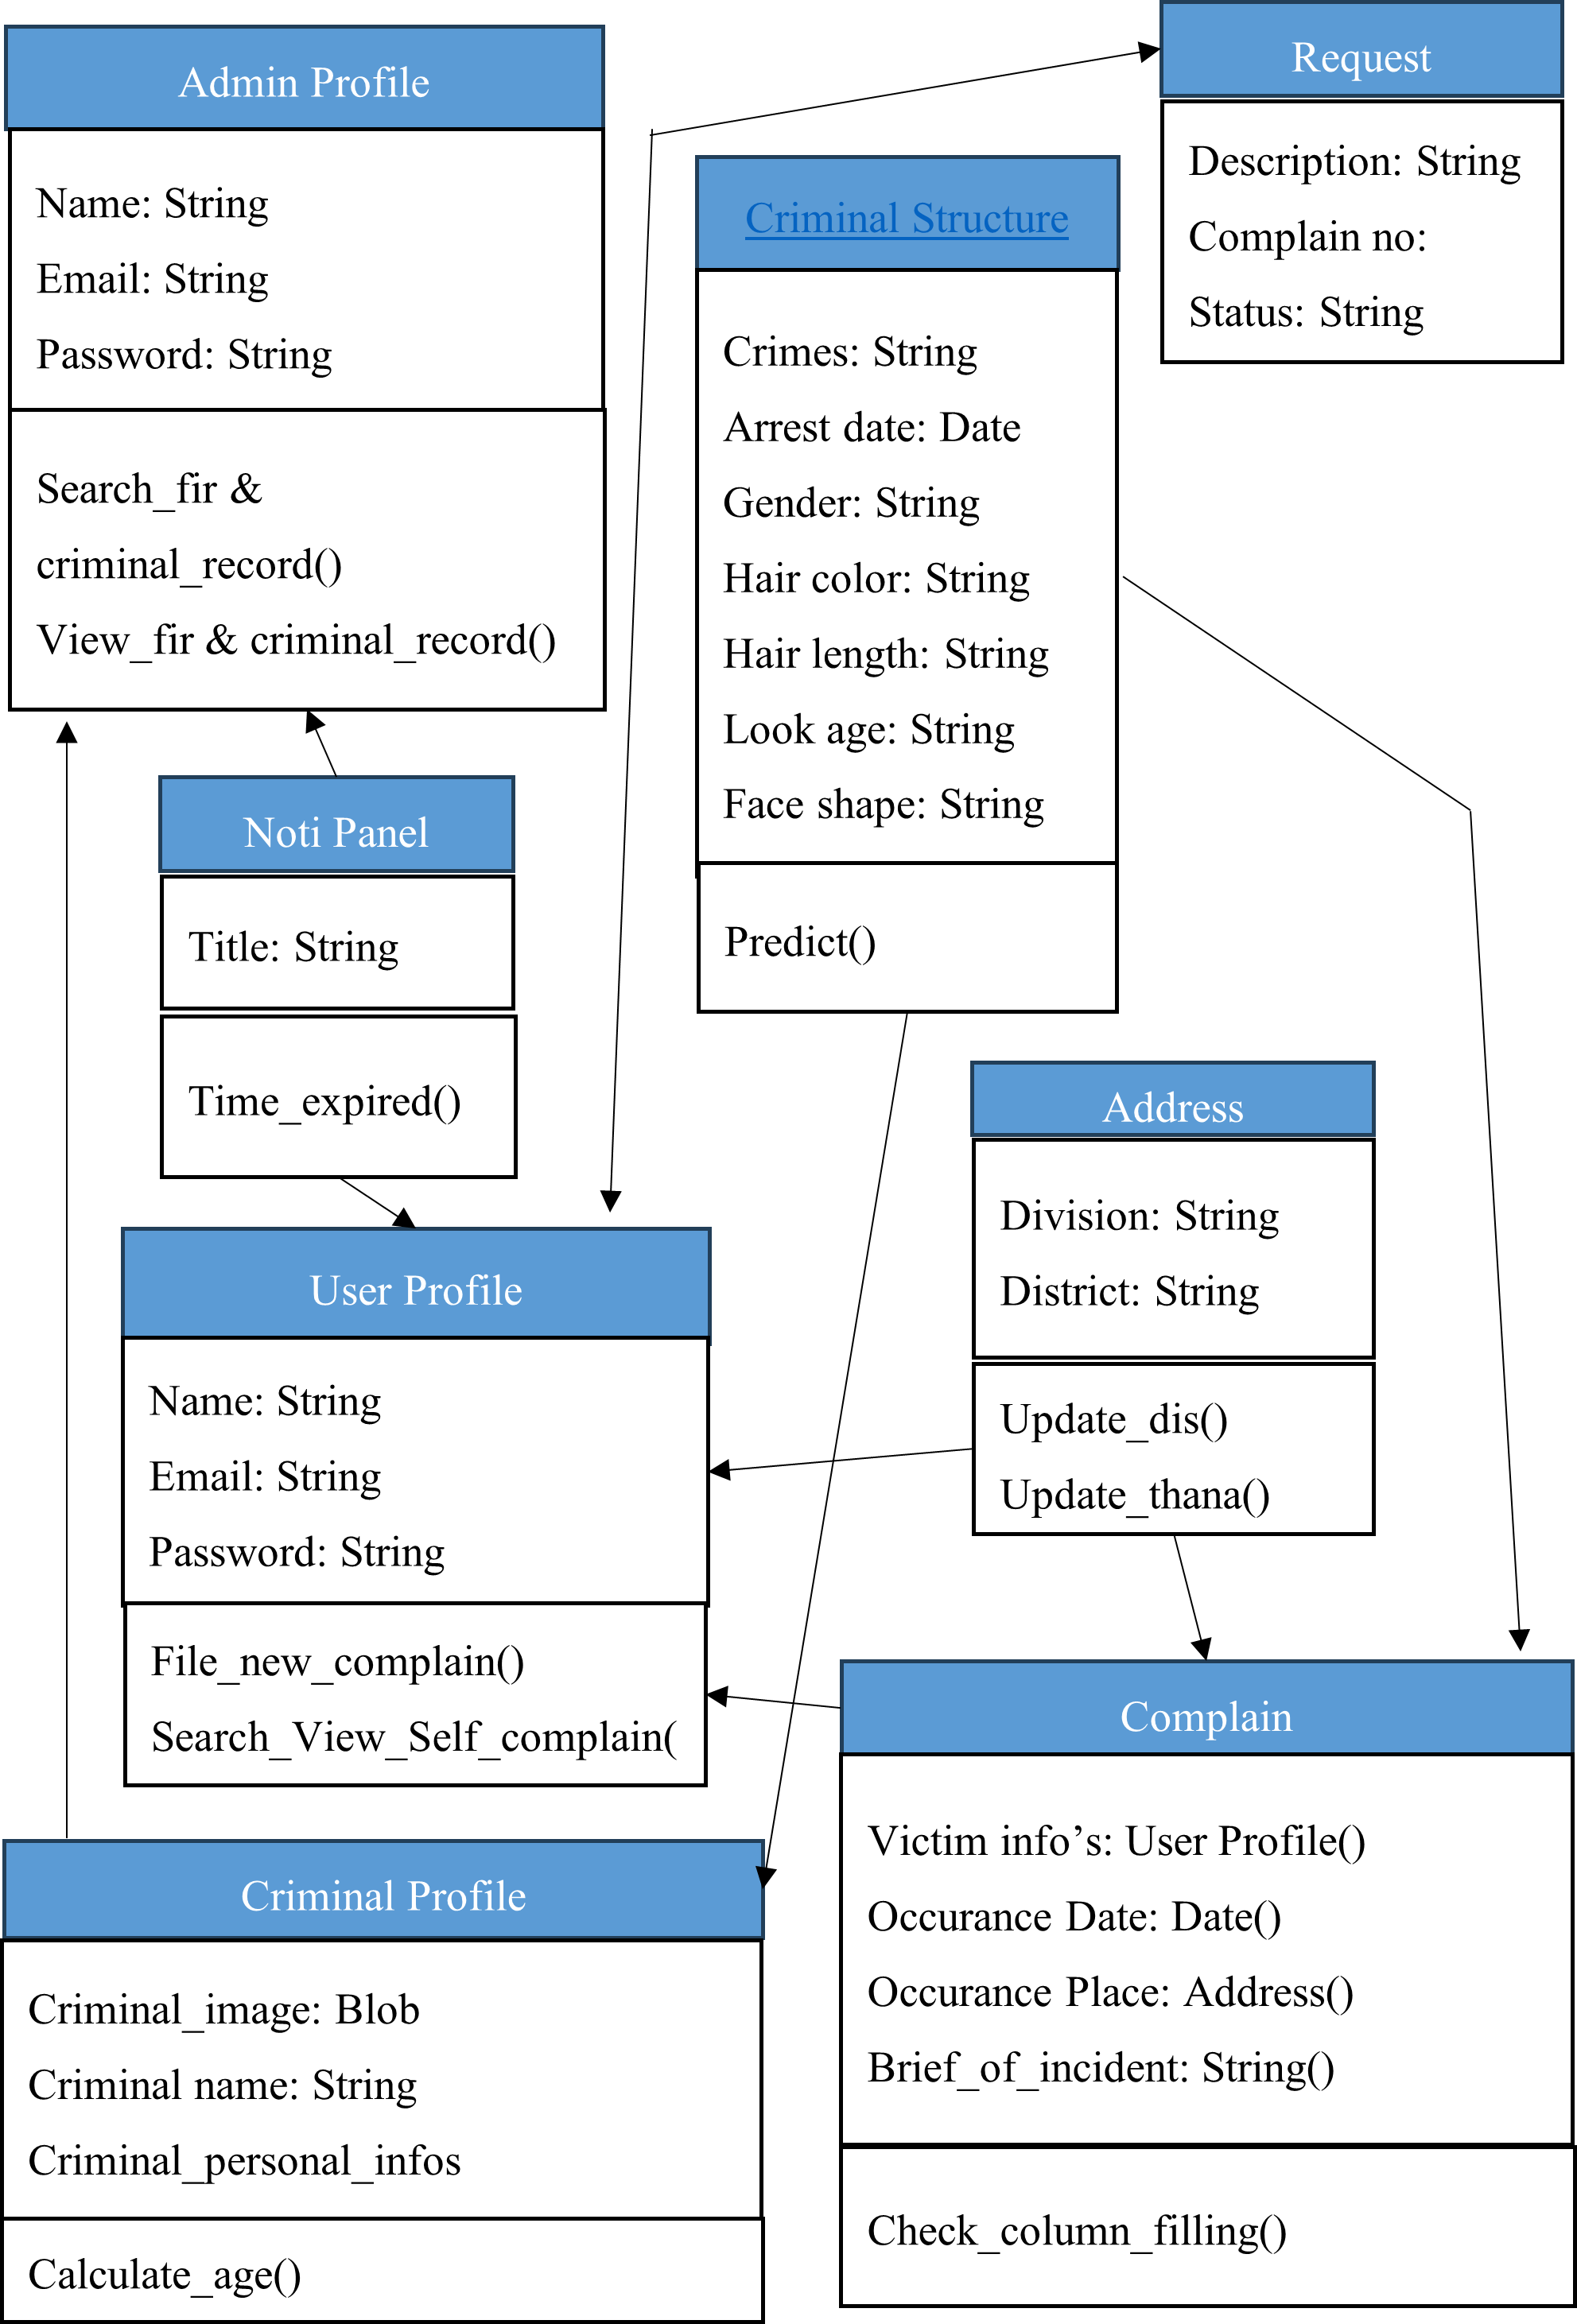 Admin Profile
Name: String
Email: String
Password: String
Search_fir &
criminal_record()
View_fir & criminal_record()
Request
Description: String
Complain no:
Status: String
Criminal Structure
Crimes: String
Arrest date: Date
Gender: String
Hair color: String
Hair length: String
Look age: String
Face shape: String
Predict()
Noti Panel
Title: String
Time_expired()
Address
Division: String
District: String
Update_dis()
Update_thana()
User Profile
Name: String
Email: String
Password: String
File_new_complain()
Search_View_Self_complain(
Complain
Victim info’s: User Profile()
Occurance Date: Date()
Occurance Place: Address()
Brief_of_incident: String()
Check_column_filling()
Criminal Profile
Criminal_image: Blob
Criminal name: String
Criminal_personal_infos
Calculate_age()